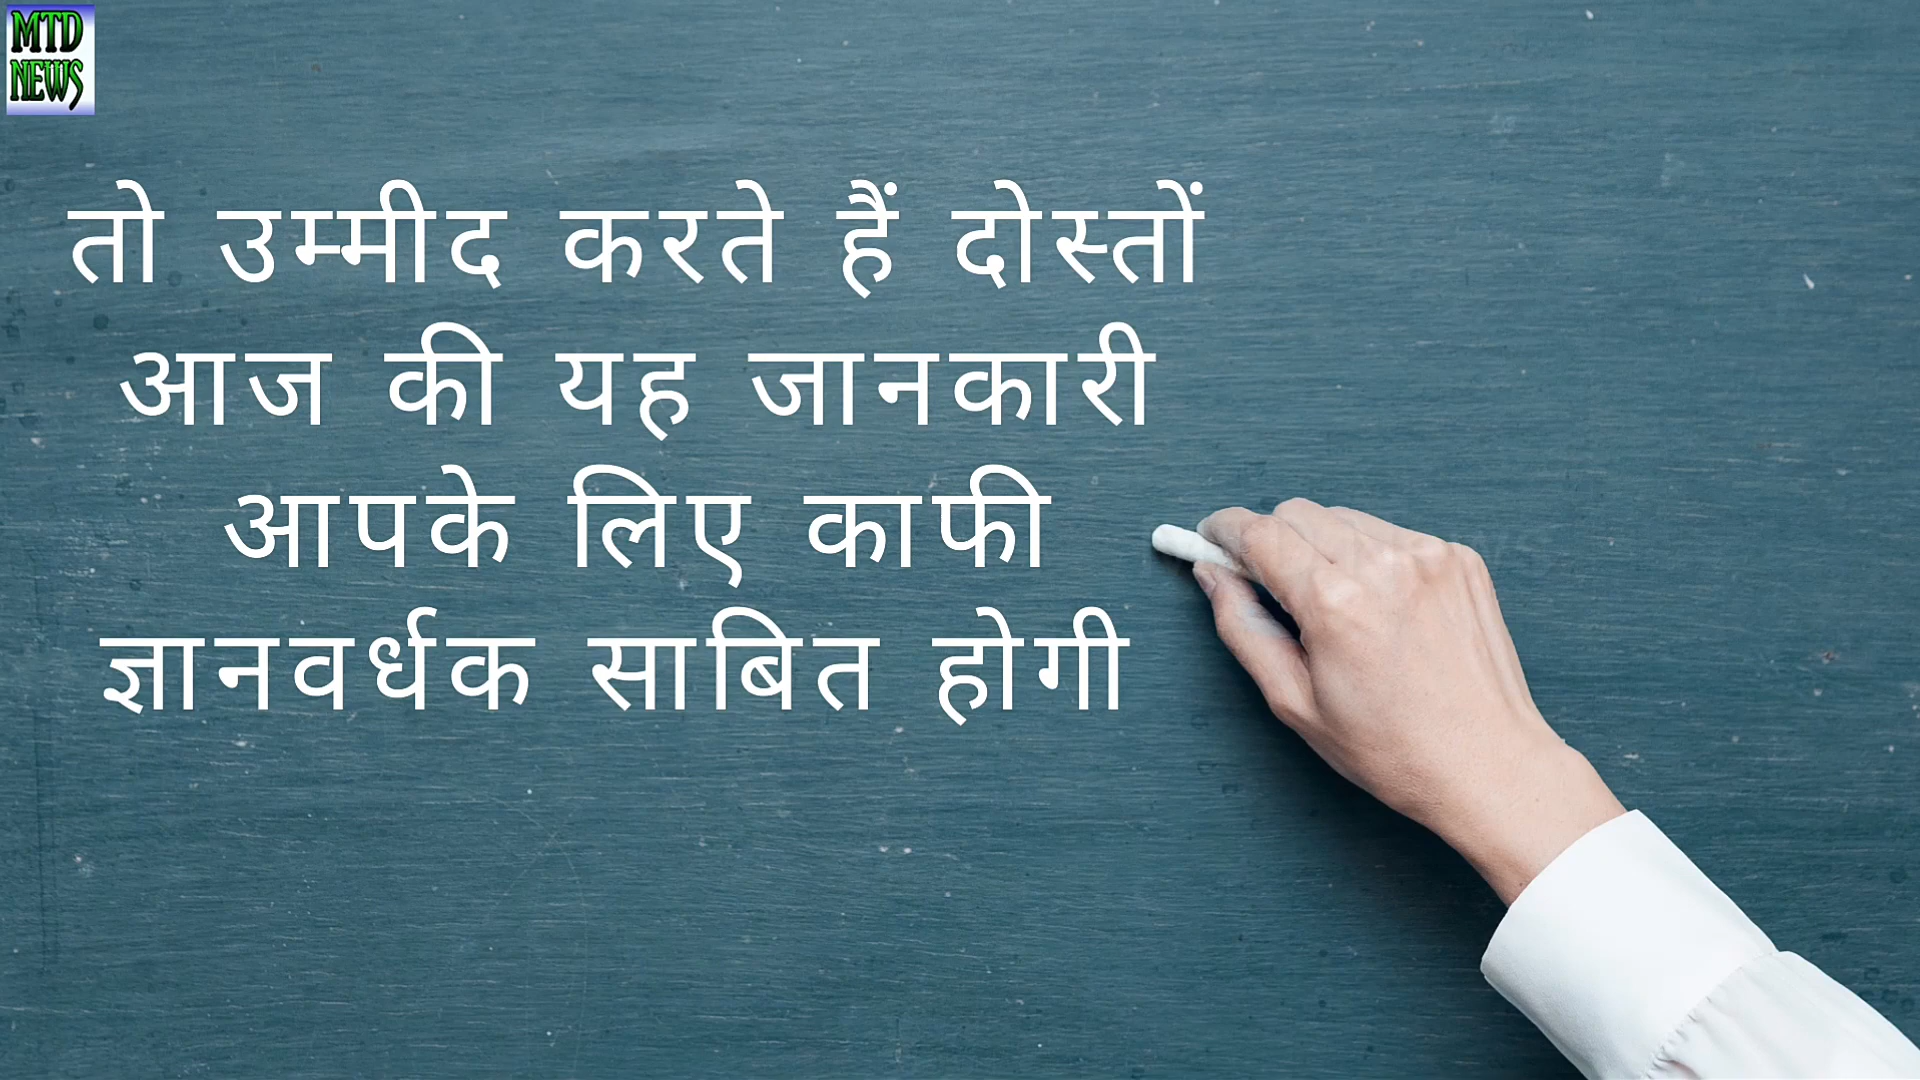 MTD
NEWS
तो उम्मीद करते हैं दोस्तों
आज की यह जानकारी
आपके लिए काफी
ज्ञानवर्धक साबित होगी